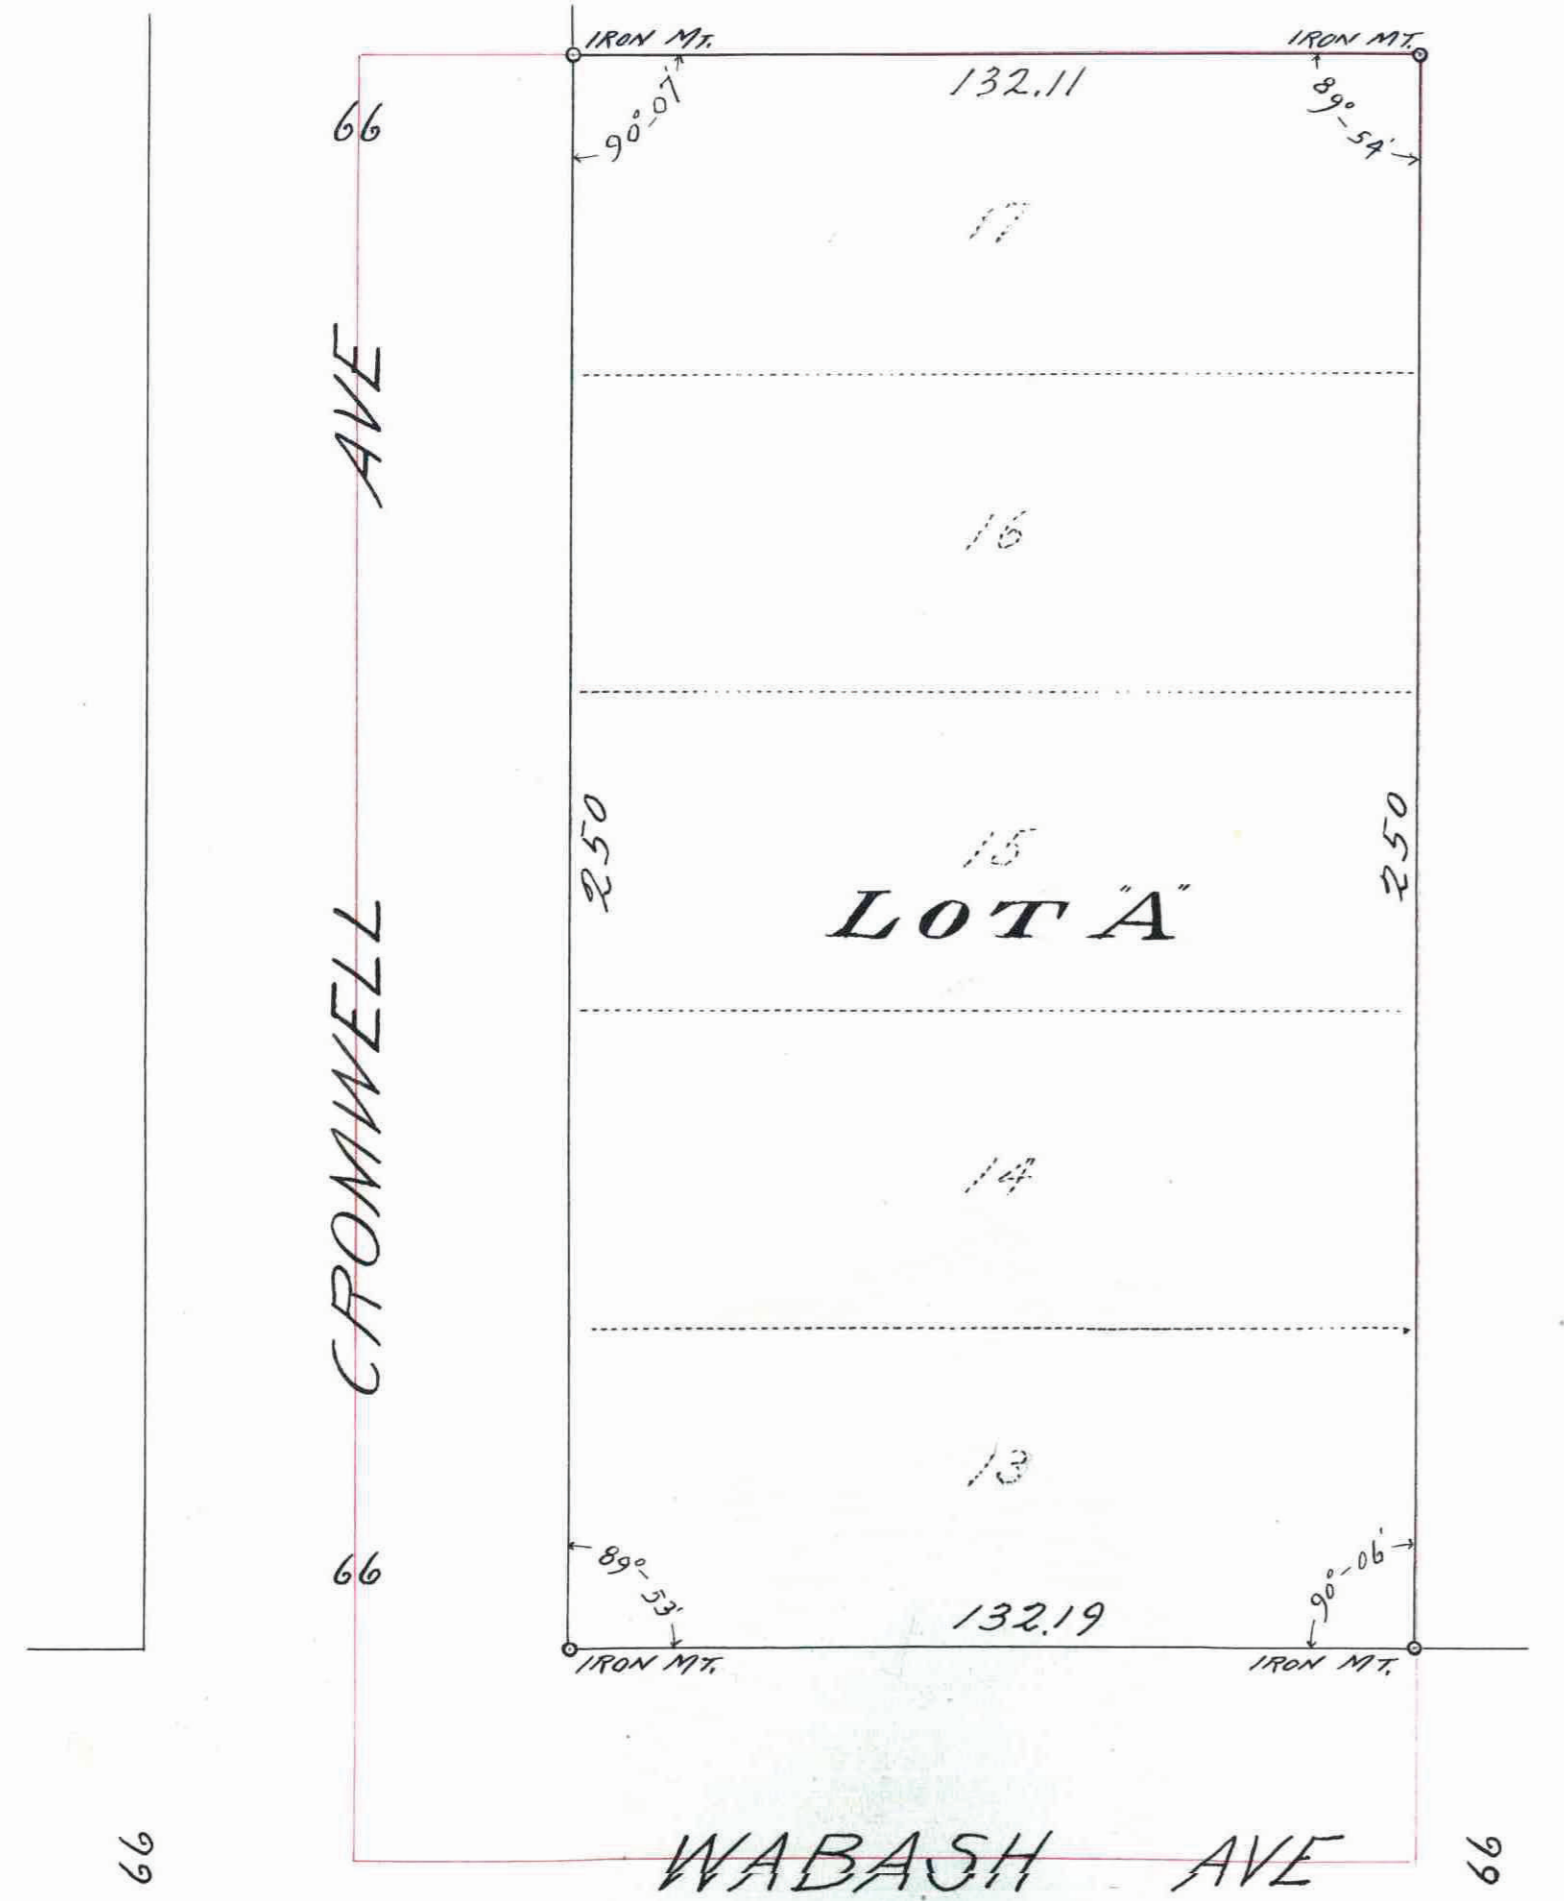 IRON MT.
IRON MT.
132.11
90°-07'
89°-54'
66
17
CROMWELL AVE
16
250
250
15
LOT "A"
14
13
66
89°-53'
90°-06'
132.19
IRON MT.
IRON MT.
66
WABASH AVE
66